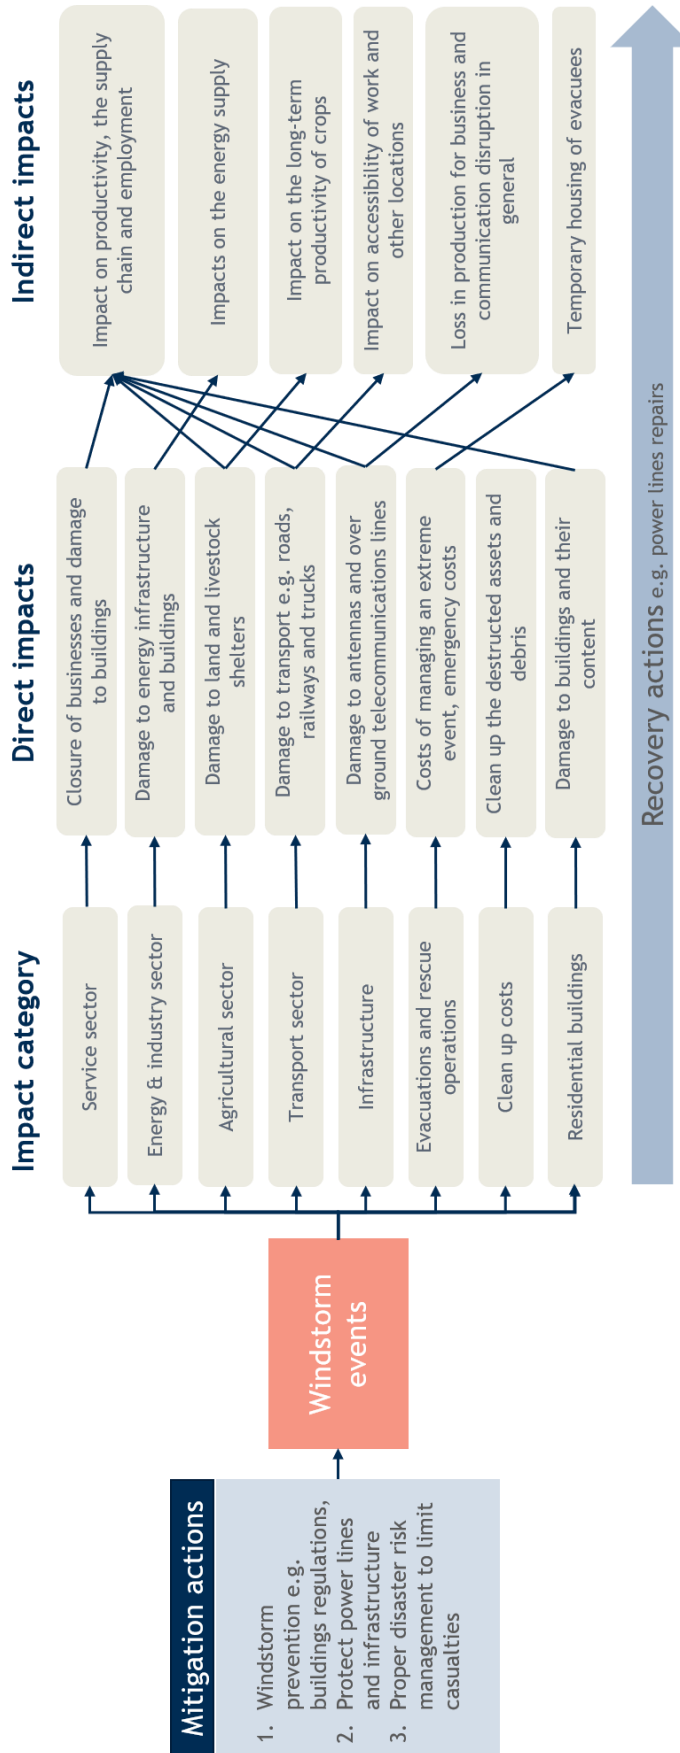 Mitigation actions
1. Windstorm
prevention e.g.
buildings regulations,
2. Protect power lines
and infrastructure
3. Proper disaster risk
management to limit
casualties
Windstorm
events
Impact category
Service sector
Energy & industry sector
Agricultural sector
Transport sector
Infrastructure
Evacuations and rescue
operations
Clean up costs
Residential buildings
Direct impacts
Closure of businesses and damage
to buildings
Damage to energy infrastructure
and buildings
Damage to land and livestock
shelters
Damage to transport e.g. roads,
railways and trucks
Damage to antennas and over
ground telecommunications lines
Costs of managing an extreme
event, emergency costs
Clean up the destructed assets and
debris
Damage to buildings and their
content
Indirect impacts
Impact on productivity, the supply
chain and employment
Impacts on the energy supply
Impact on the long-term
productivity of crops
Impact on accessibility of work and
other locations
Loss in production for business and
communication disruption in
general
Temporary housing of evacuees
Recovery actions e.g. power lines repairs